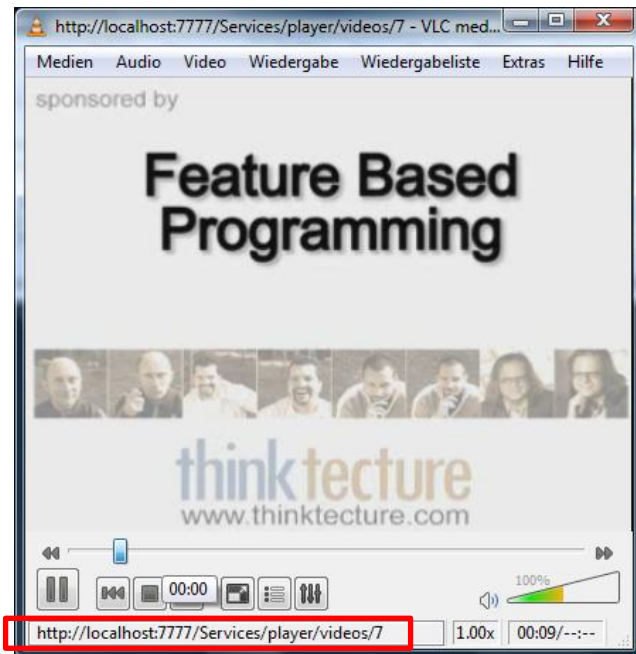 http://localhost:7777/Services/player/videos/7 - VLC med...
Medien Audio Video Wiedergabe Wiedergabeliste Extras Hilfe
sponsored by
Feature Based
Programming
thinktecture
www.thinktecture.com
00:00
100%
http://localhost:7777/Services/player/videos/7 1.00x 00:09/--:--